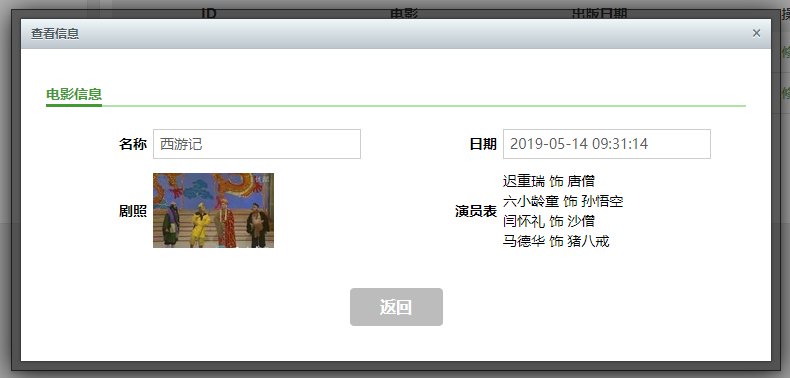 ID 电影 出版日期
查看信息 ×
电影信息
名称 西游记 日期 2019-05-14 09:31:14
剧照 演员表
迟重瑞 饰 唐僧
六小龄童 饰 孙悟空
闫怀礼 饰 沙僧
马德华 饰 猪八戒
返回